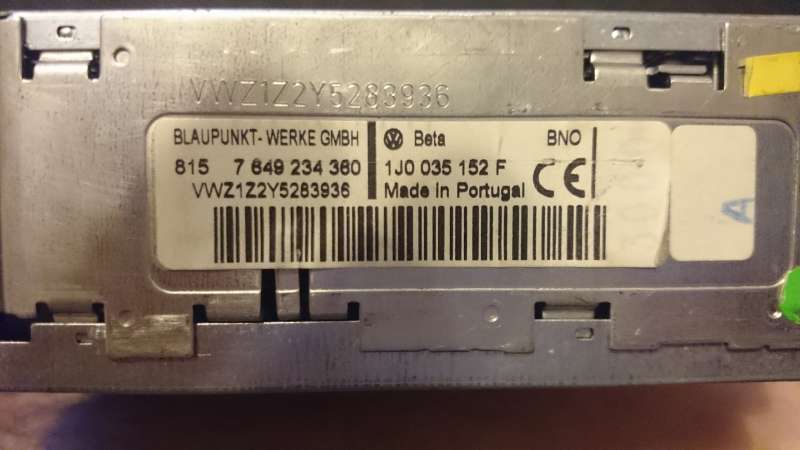 VWZ1Z2Y5283936
BLAUPUNKT- WERKE GMBH
815 7 649 234 360
VWZ1Z2Y5283936
Beta BNO
1J0 035 152 F
Made in Portugal CE
A